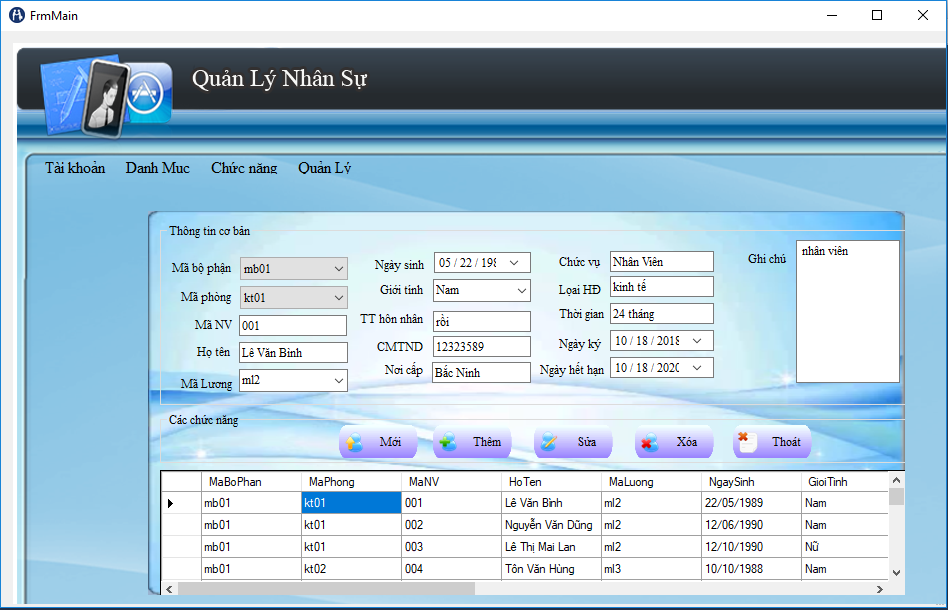 FrmMain
Quản Lý Nhân Sự
Tài khoản Danh Muc Chức năng Quản Lý
Thông tin cơ bản
Mã bộ phận mb01
Mã phòng kt01
Mã NV 001
Họ tên Lê Văn Bình
Mã Lương ml2
Ngày sinh 05 / 22 / 198
Giới tính Nam
TT hôn nhân rồi
CMTND 12323589
Nơi cấp Bắc Ninh
Chức vụ Nhân Viên
Loại HĐ kinh tế
Thời gian 24 tháng
Ngày ký 10 / 18 / 2018
Ngày hết hạn 10 / 18 / 2020
Ghi chú nhân viên
Các chức năng
Mới Thêm Sửa Xóa Thoát
MaBoPhan MaPhong MaNV HoTen MaLuong NgaySinh GioiTinh
mb01 kt01 001 Lê Văn Bình ml2 22/05/1989 Nam
mb01 kt01 002 Nguyễn Văn Dũng ml2 12/06/1990 Nam
mb01 kt01 003 Lê Thị Mai Lan ml2 12/10/1990 Nữ
mb01 kt02 004 Tôn Văn Hùng ml3 10/10/1988 Nam